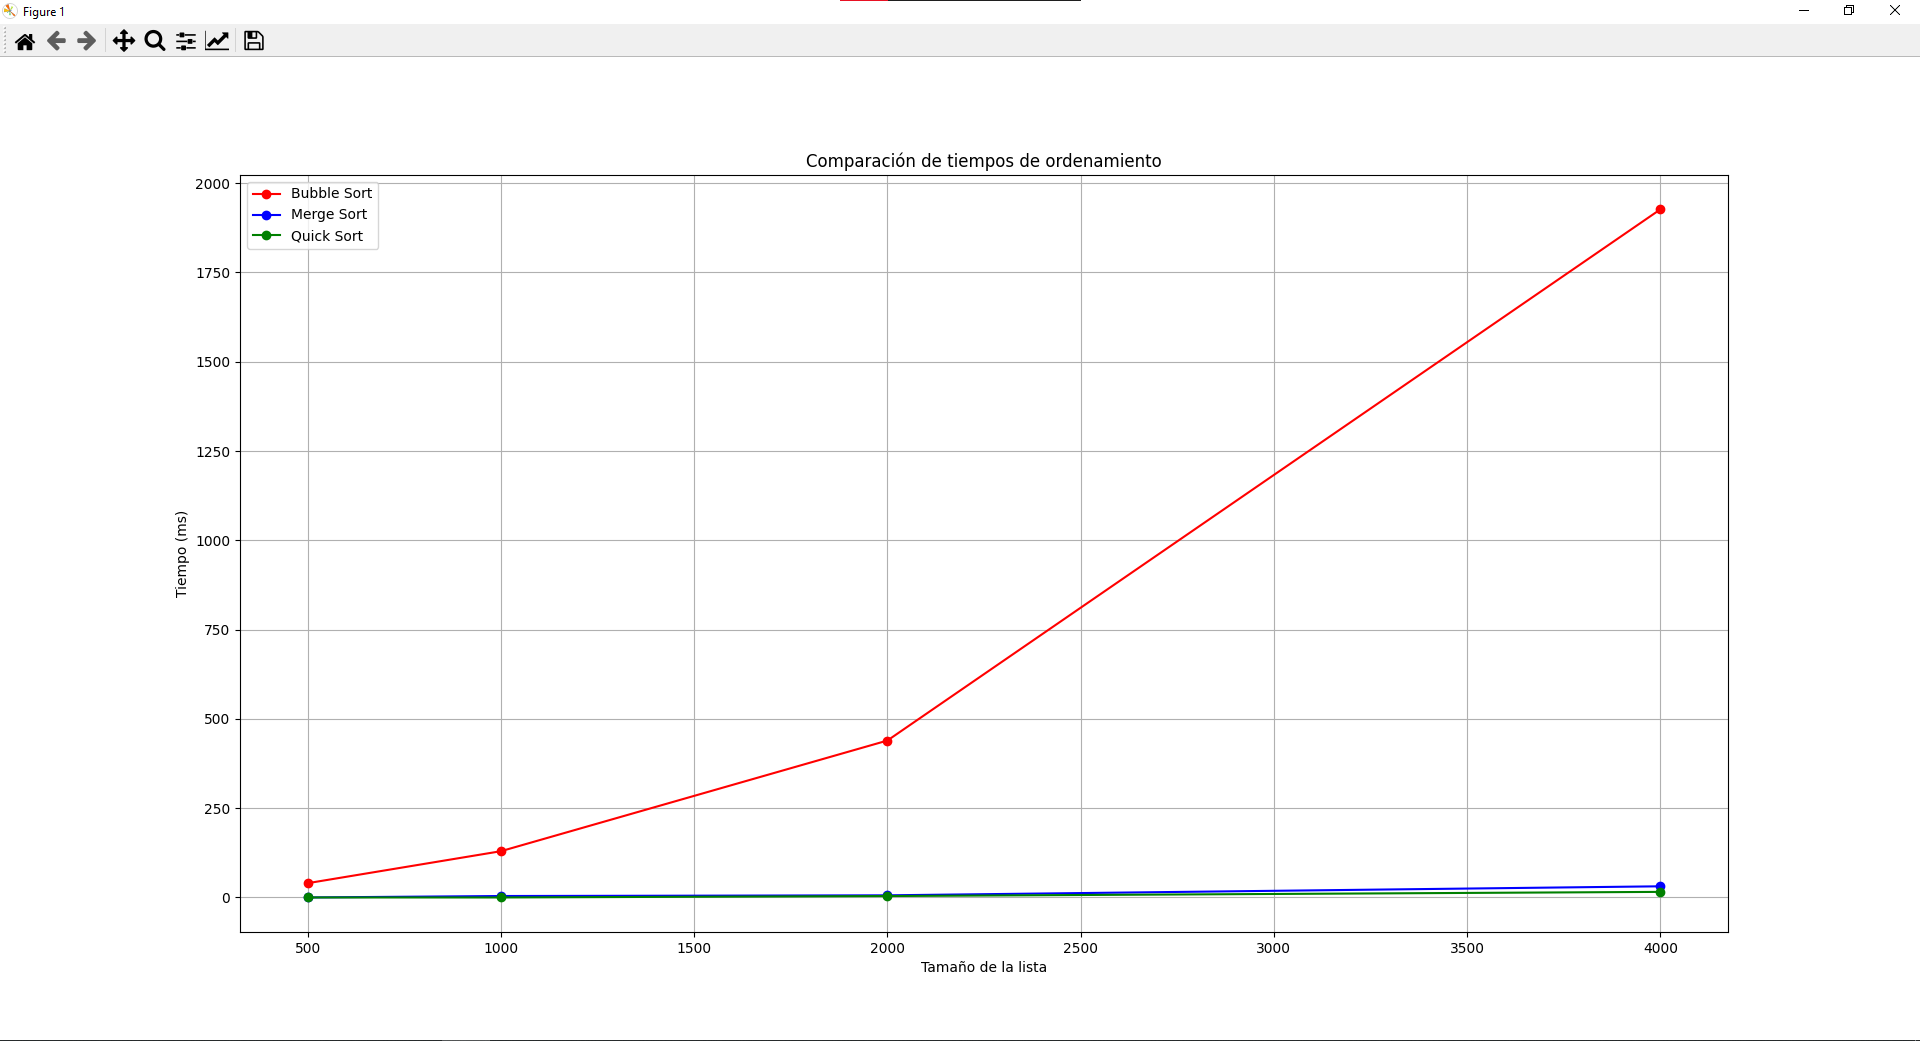 Figure 1
Comparación de tiempos de ordenamiento
Bubble Sort
Merge Sort
Quick Sort
Tiempo (ms)
2000
1750
1500
1250
1000
750
500
250
0
500 1000 1500 2000 2500 3000 3500 4000
Tamaño de la lista